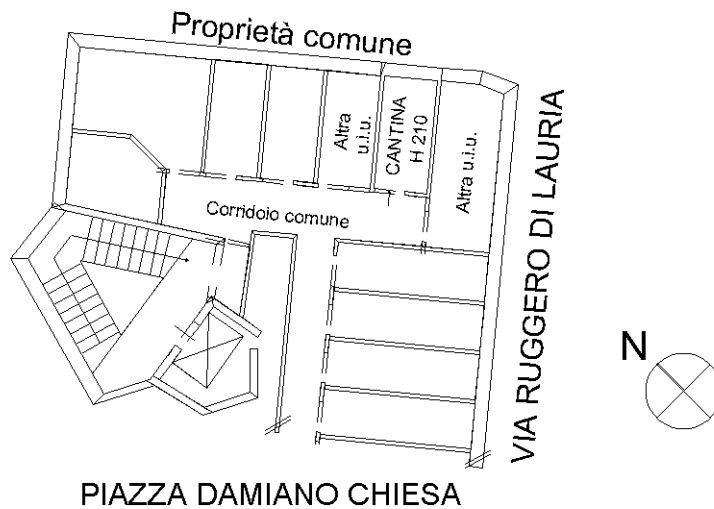 Proprietà comune
Altra
u.i.u.
CANTINA
H 210
Altra u.i.u.
Corridoio comune
VIA RUGGERO DI LAURIA
N
PIAZZA DAMIANO CHIESA